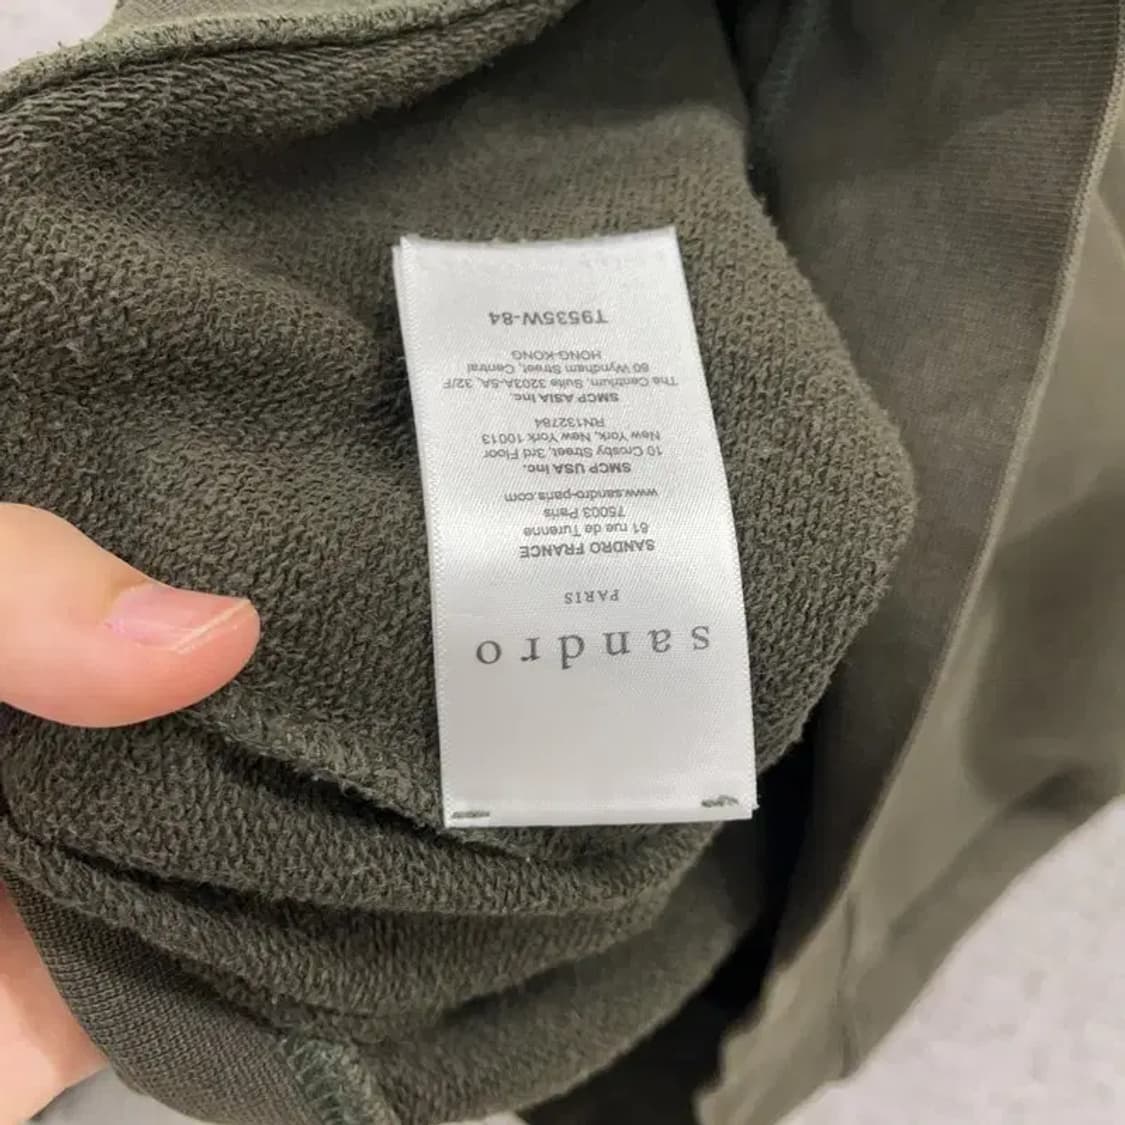 sandro
PARIS
SANDRO FRANCE
61 rue de Turenne
75003 Paris
www.sandro-paris.com
SMCP USA Inc.
10 Crosby Street, 3rd Floor
New York, New York 10013
RN132784
SMCP ASIA Inc.
The Centrium, Suite 3203A-5A, 32/F
60 Wyndham Street, Central
HONG-KONG
T9535W-84